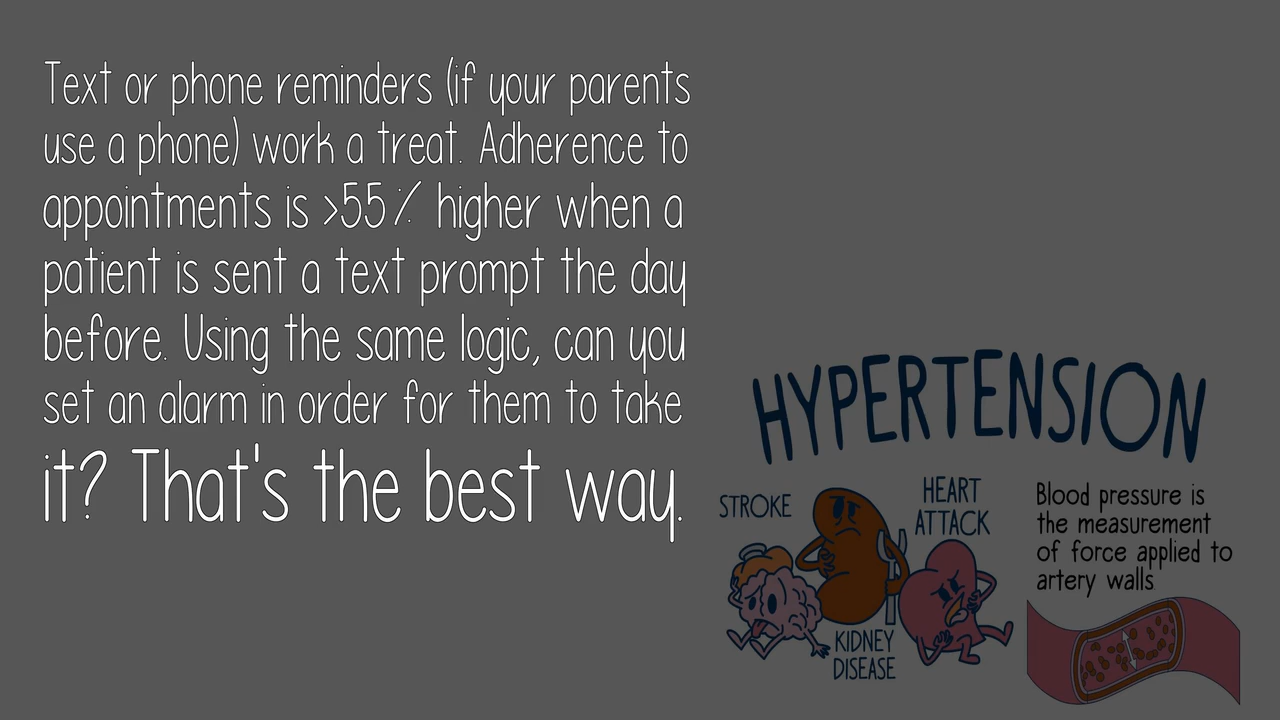 Text or phone reminders (if your parents
use a phone) work a treat. Adherence to
appointments is >55% higher when a
patient is sent a text prompt the day
before. Using the same logic, can you
set an alarm in order for them to take
it? That's the best way.
HYPERTENSION
STROKE
HEART
ATTACK
KIDNEY
DISEASE
Blood pressure is
the measurement
of force applied to
artery walls